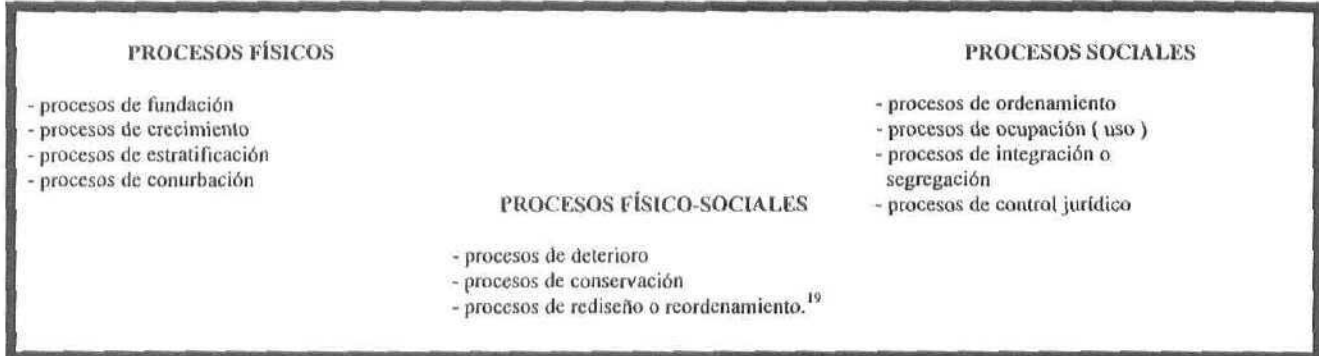 PROCESOS FÍSICOS
- procesos de fundación
- procesos de crecimiento
- procesos de estratificación
- procesos de conurbación
PROCESOS SOCIALES
- procesos de ordenamiento
- procesos de ocupación ( uso )
- procesos de integración o
segregación
- procesos de control jurídico
PROCESOS FÍSICO-SOCIALES
- procesos de deterioro
- procesos de conservación
- procesos de rediseño o reordenamiento.19